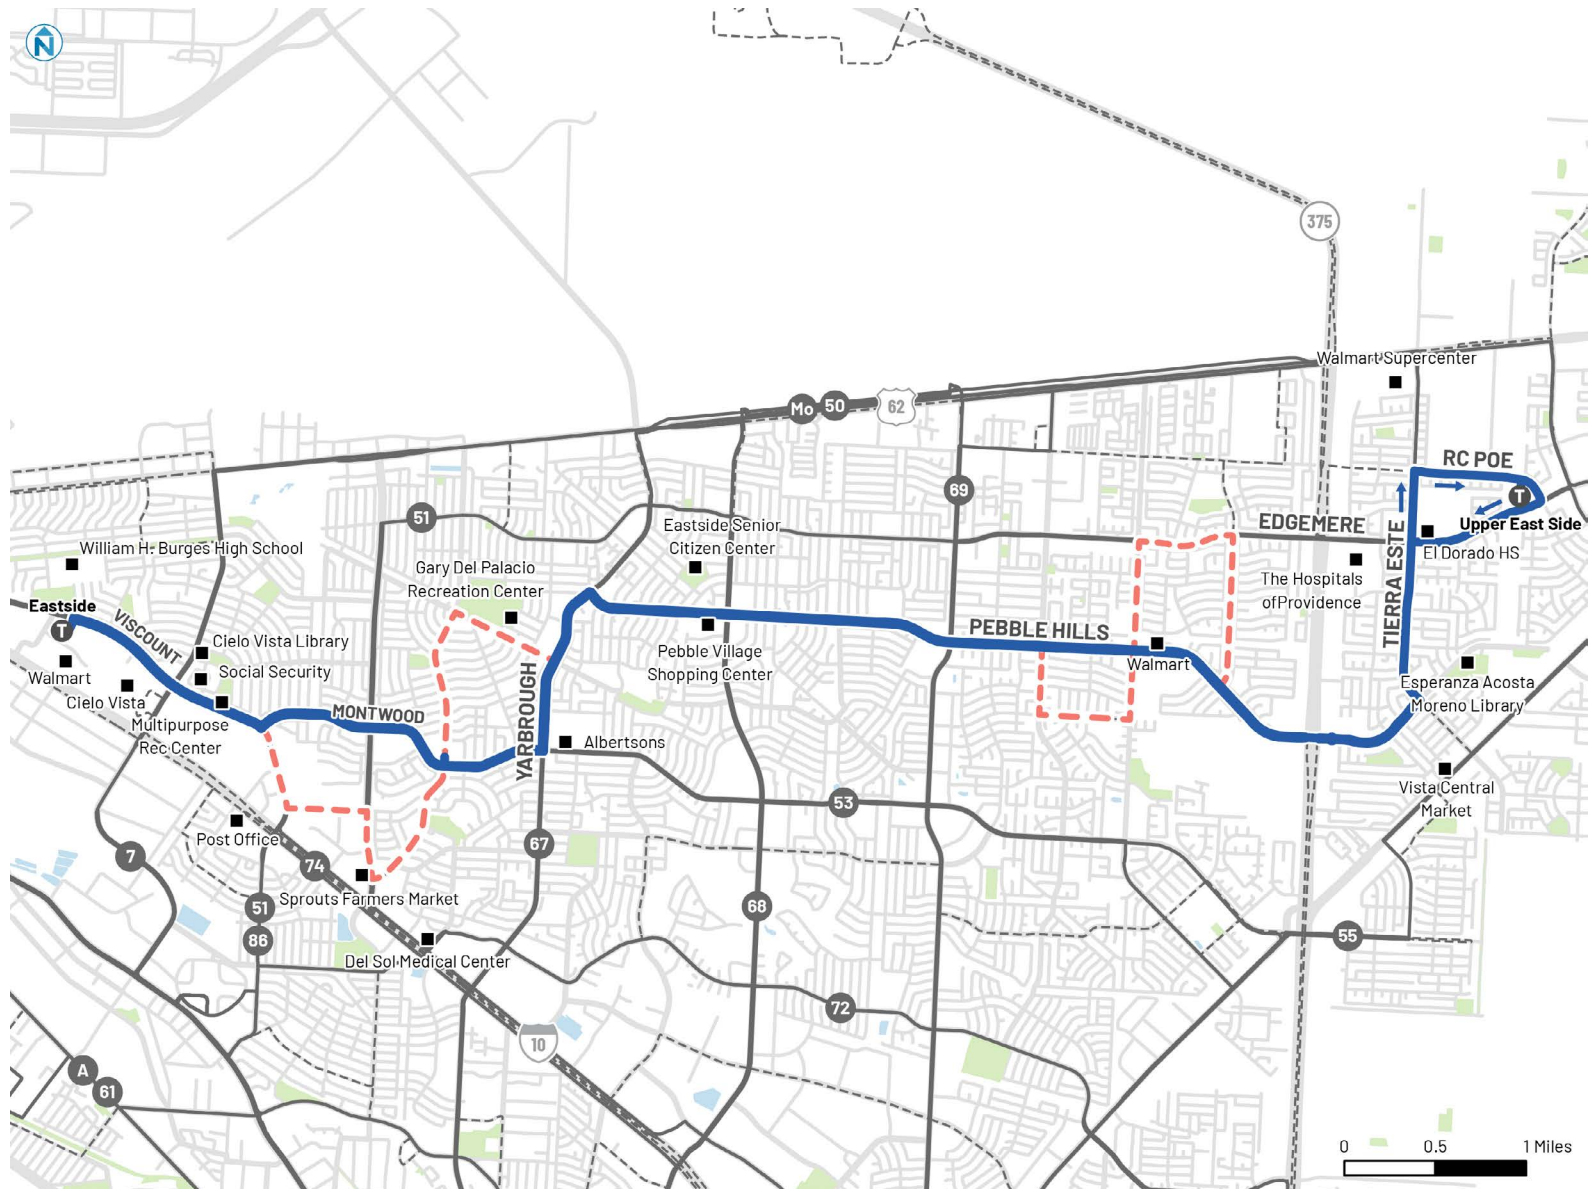 N
375
Walmart Supercenter
Mo
50
62
RC POE
69
T
51
EDGEMERE
Upper East Side
Eastside Senior
Citizen Center
William H. Burges High School
El Dorado HS
Gary Del Palacio
Recreation Center
The Hospitals
ofProvidence
TIERRA ESTE
Eastside
T
VISCOUNT
PEBBLE HILLS
Cielo Vista Library
Pebble Village
Shopping Center
Walmart
Social Security
Walmart
Esperanza Acosta
Moreno Library
Cielo Vista
MONTWOOD
YARBROUGH
Multipurpose
Rec Center
Albertsons
Vista Central
Market
53
Post Office
67
7
74
Sprouts Farmers Market
51
68
86
55
Del Sol Medical Center
72
10
A
61
0
0.5
1 Miles